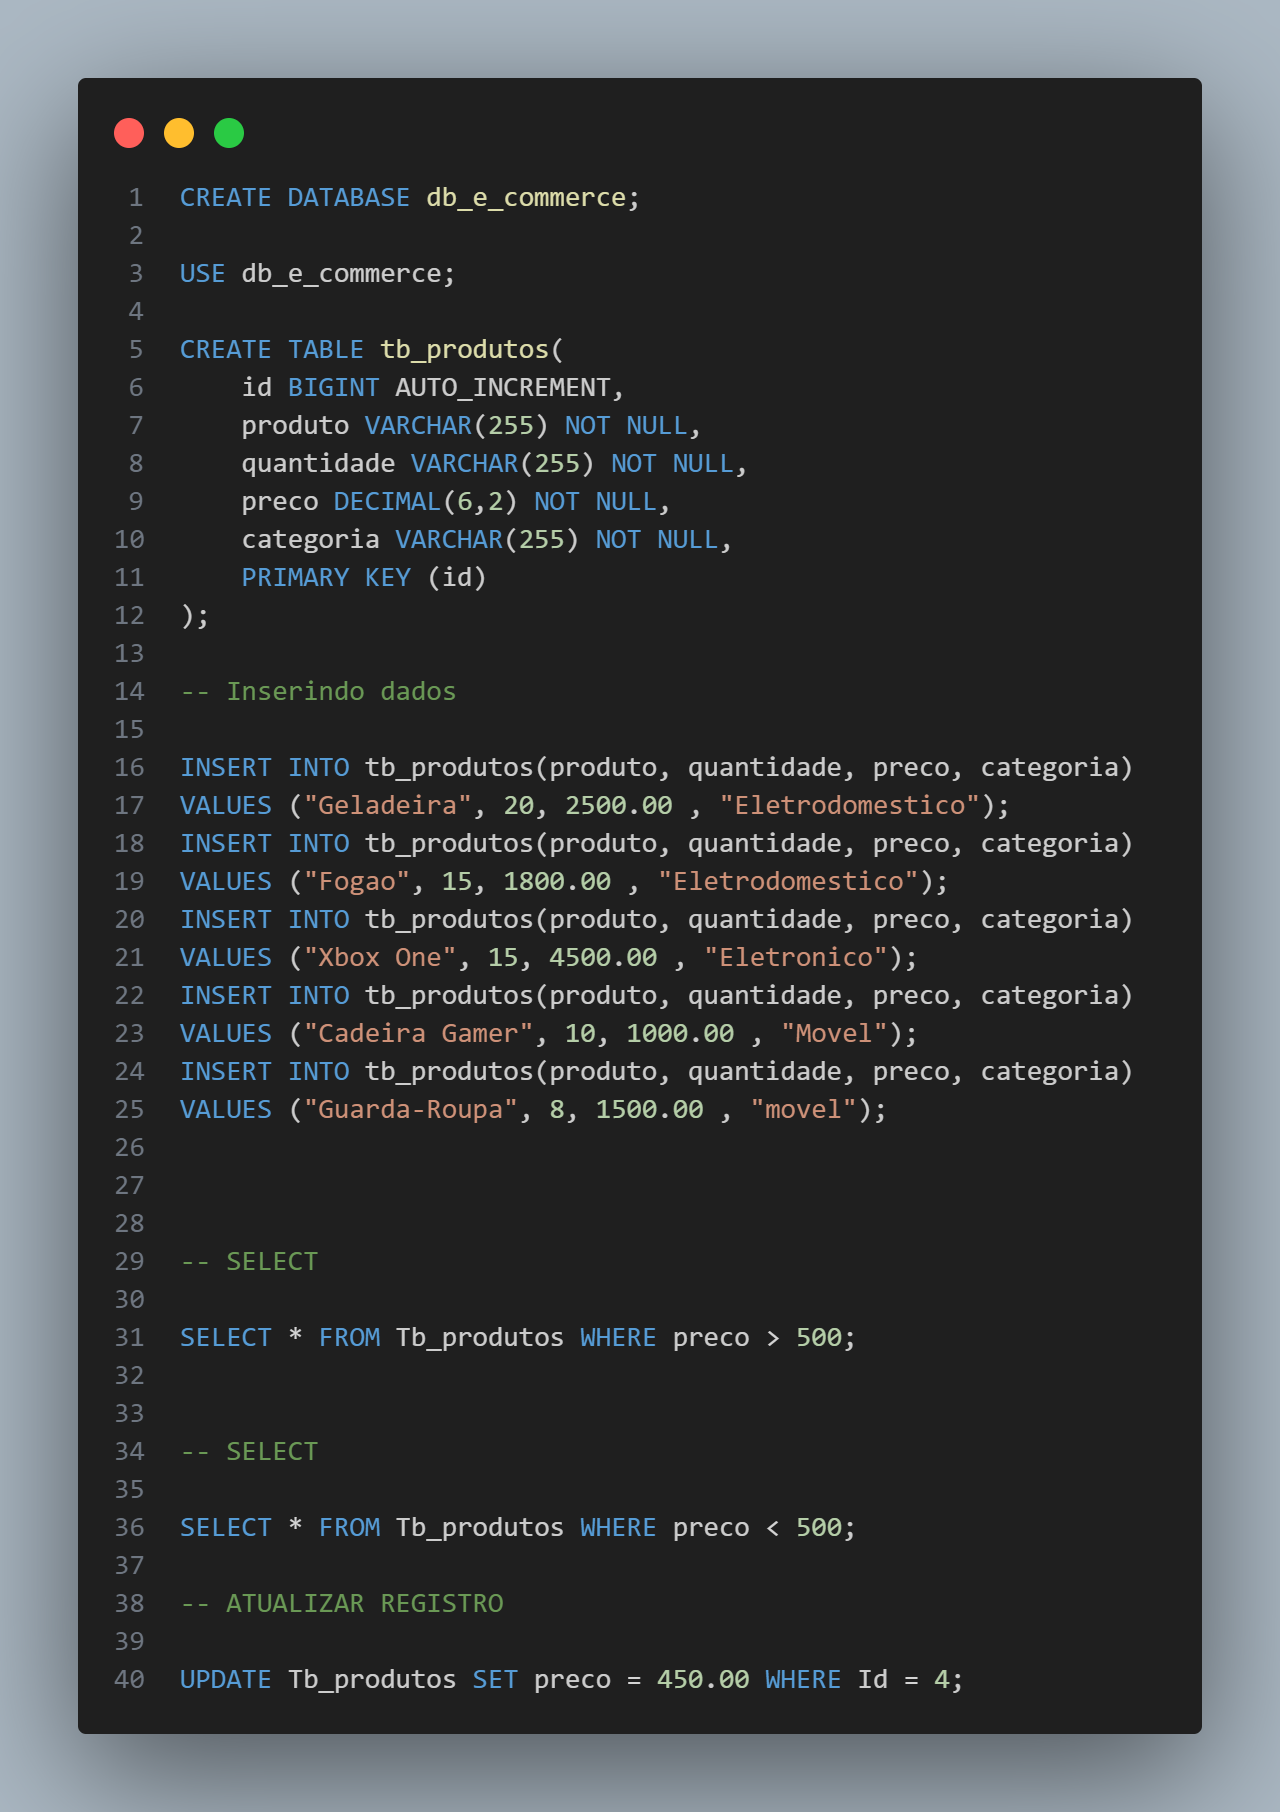 1 CREATE DATABASE db_e_commerce;
2
3 USE db_e_commerce;
4
5 CREATE TABLE tb_produtos(
6     id BIGINT AUTO_INCREMENT,
7     produto VARCHAR(255) NOT NULL,
8     quantidade VARCHAR(255) NOT NULL,
9     preco DECIMAL(6,2) NOT NULL,
10     categoria VARCHAR(255) NOT NULL,
11     PRIMARY KEY (id)
12 );
13
14 -- Inserindo dados
15
16 INSERT INTO tb_produtos(produto, quantidade, preco, categoria)
17 VALUES ("Geladeira", 20, 2500.00 , "Eletrodomestico");
18 INSERT INTO tb_produtos(produto, quantidade, preco, categoria)
19 VALUES ("Fogao", 15, 1800.00 , "Eletrodomestico");
20 INSERT INTO tb_produtos(produto, quantidade, preco, categoria)
21 VALUES ("Xbox One", 15, 4500.00 , "Eletronico");
22 INSERT INTO tb_produtos(produto, quantidade, preco, categoria)
23 VALUES ("Cadeira Gamer", 10, 1000.00 , "Movel");
24 INSERT INTO tb_produtos(produto, quantidade, preco, categoria)
25 VALUES ("Guarda-Roupa", 8, 1500.00 , "movel");
26
27
28
29 -- SELECT
30
31 SELECT * FROM Tb_produtos WHERE preco > 500;
32
33
34 -- SELECT
35
36 SELECT * FROM Tb_produtos WHERE preco < 500;
37
38 -- ATUALIZAR REGISTRO
39
40 UPDATE Tb_produtos SET preco = 450.00 WHERE Id = 4;